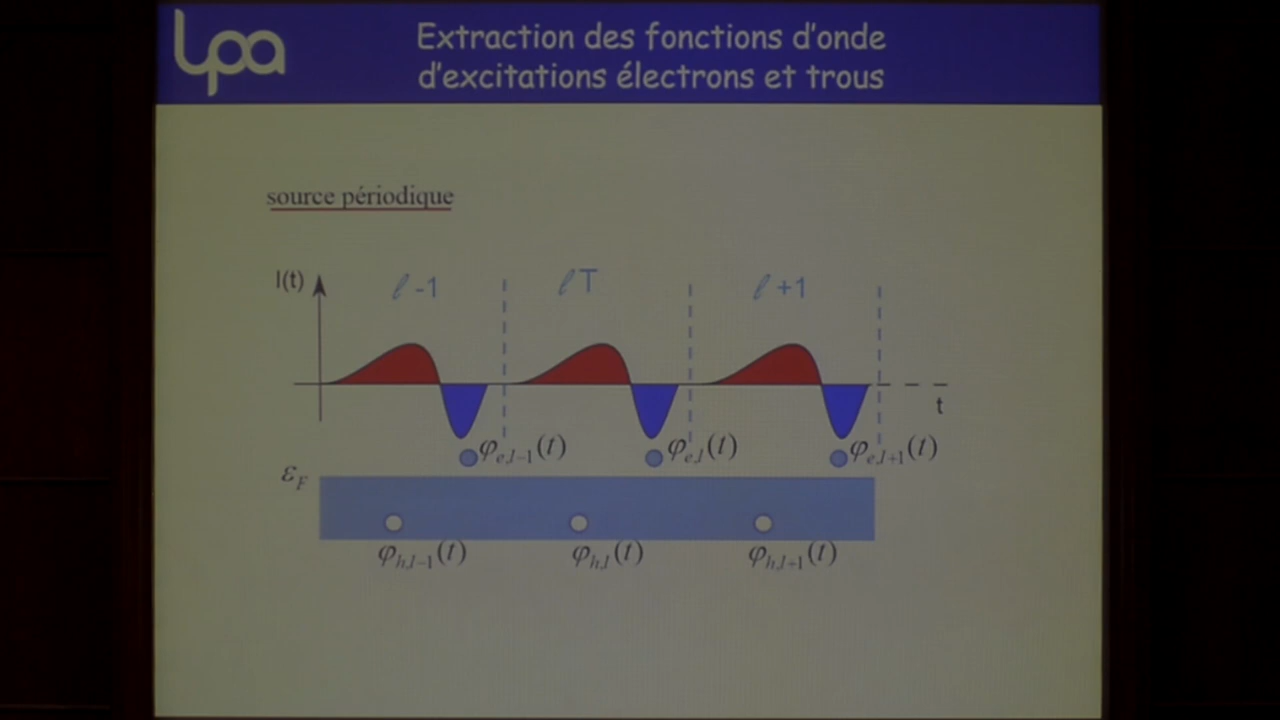 lpa
Extraction des fonctions d'onde
d'excitations électrons et trous
source périodique
I(t)
ℓ -1
ℓT
ℓ +1
t
φe,l−1(t)
φe,l(t)
φe,l+1(t)
εF
φh,l−1(t)
φh,l(t)
φh,l+1(t)